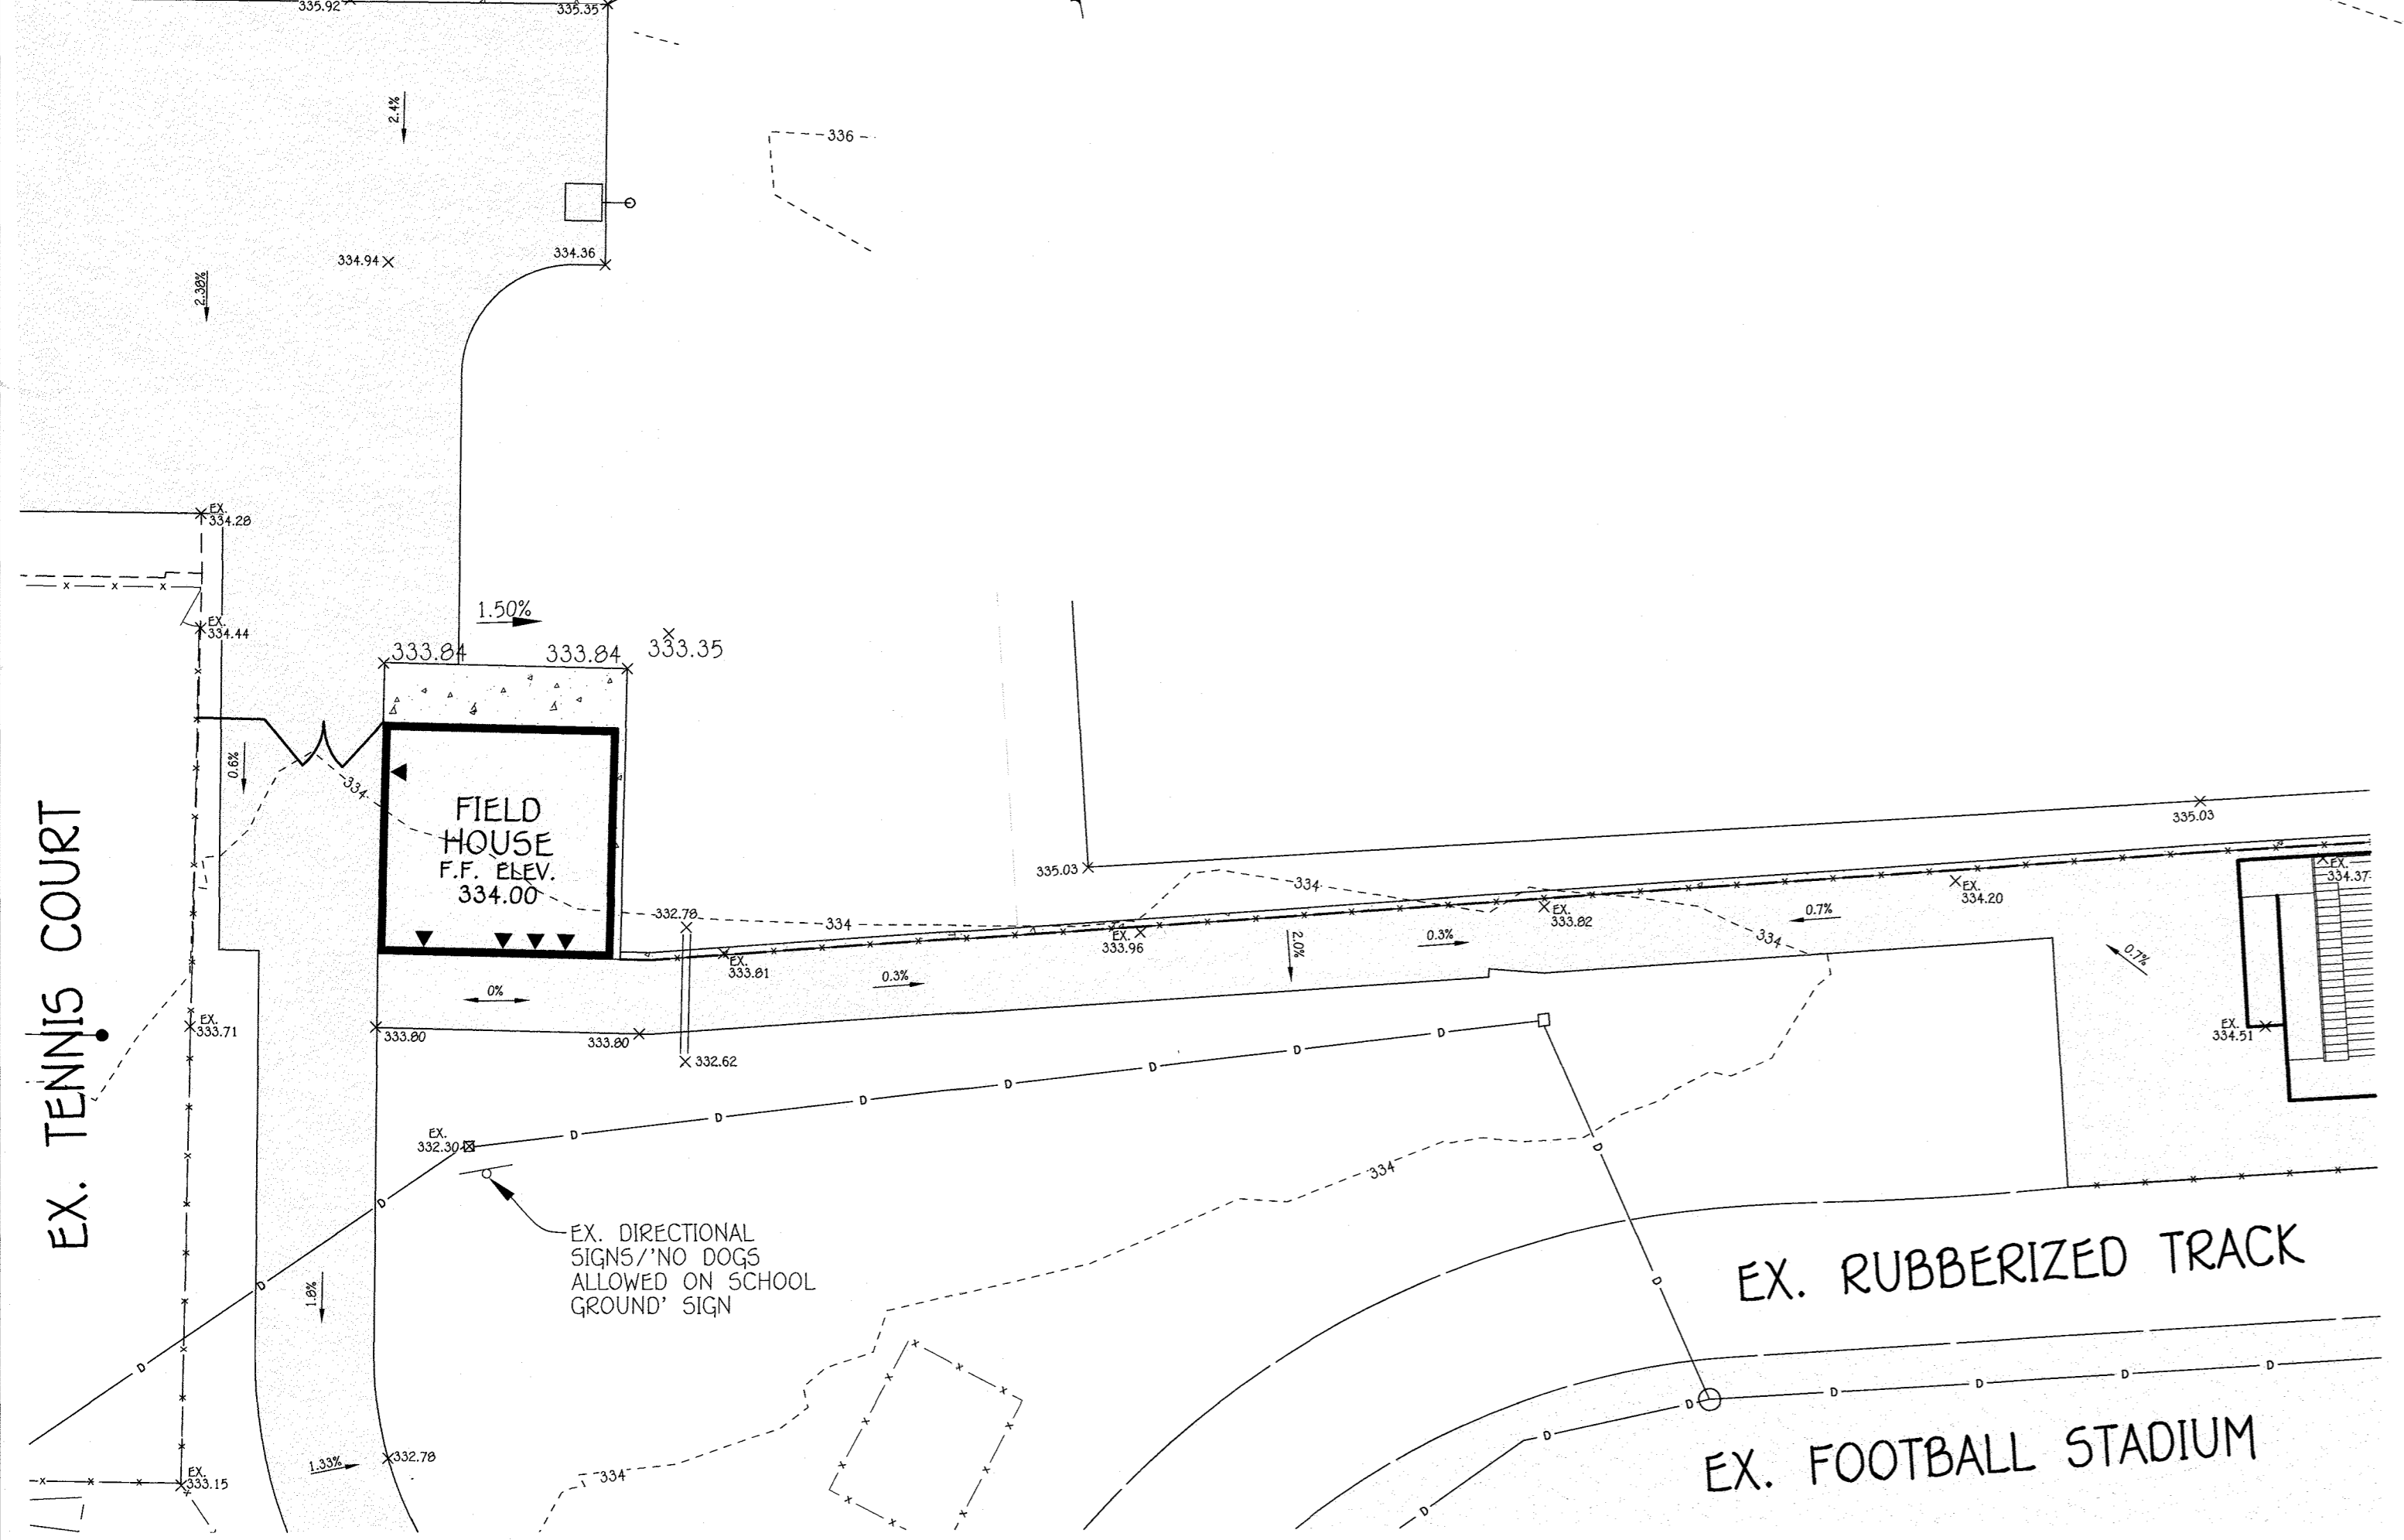 335.92
335.35
2.4%
336
334.94
334.36
2.38%
EX.
334.28
EX.
334.44
1.50%
333.84
333.84
333.35
0.6%
334
FIELD
HOUSE
F.F. ELEV.
334.00
332.78
334
EX.
333.81
EX.
333.96
335.03
334
EX.
333.82
2.0%
0.3%
0.3%
0.7%
334
EX.
334.20
335.03
EX.
334.37
0.7%
EX.
334.51
0%
EX.
333.71
333.80
333.80
332.62
EX. TENNIS COURT
D
D
D
D
D
D
D
EX.
332.30
D
D
D
D
D
EX. DIRECTIONAL
SIGNS/'NO DOGS
ALLOWED ON SCHOOL
GROUND' SIGN
334
1.8%
EX. RUBBERIZED TRACK
D
D
D
D
D
D
D
EX. FOOTBALL STADIUM
1.33%
332.78
EX.
333.15
334